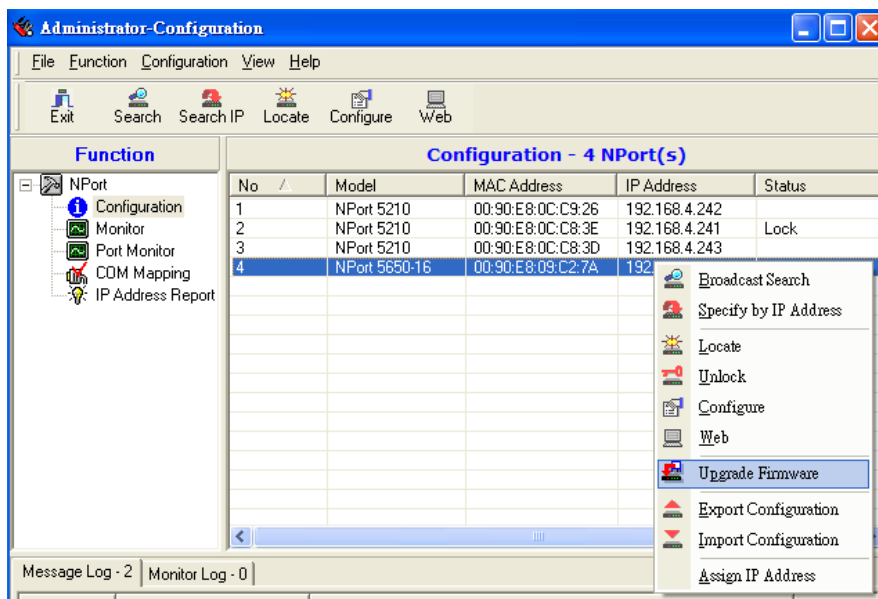 Administrator-Configuration
File Function Configuration View Help
Exit Search Search IP Locate Configure Web
Function
Configuration - 4 NPort(s)
NPort
Configuration
Monitor
Port Monitor
COM Mapping
IP Address Report
No Model MAC Address IP Address Status
1 NPort 5210 00:90:E8:0C:C9:26 192.168.4.242
2 NPort 5210 00:90:E8:0C:C8:3E 192.168.4.241 Lock
3 NPort 5210 00:90:E8:0C:C8:3D 192.168.4.243
4 NPort 5650-16 00:90:E8:09:C2:7A 192.
Broadcast Search
Specify by IP Address
Locate
Unlock
Configure
Web
Upgrade Firmware
Export Configuration
Import Configuration
Assign IP Address
Message Log - 2 Monitor Log - 0